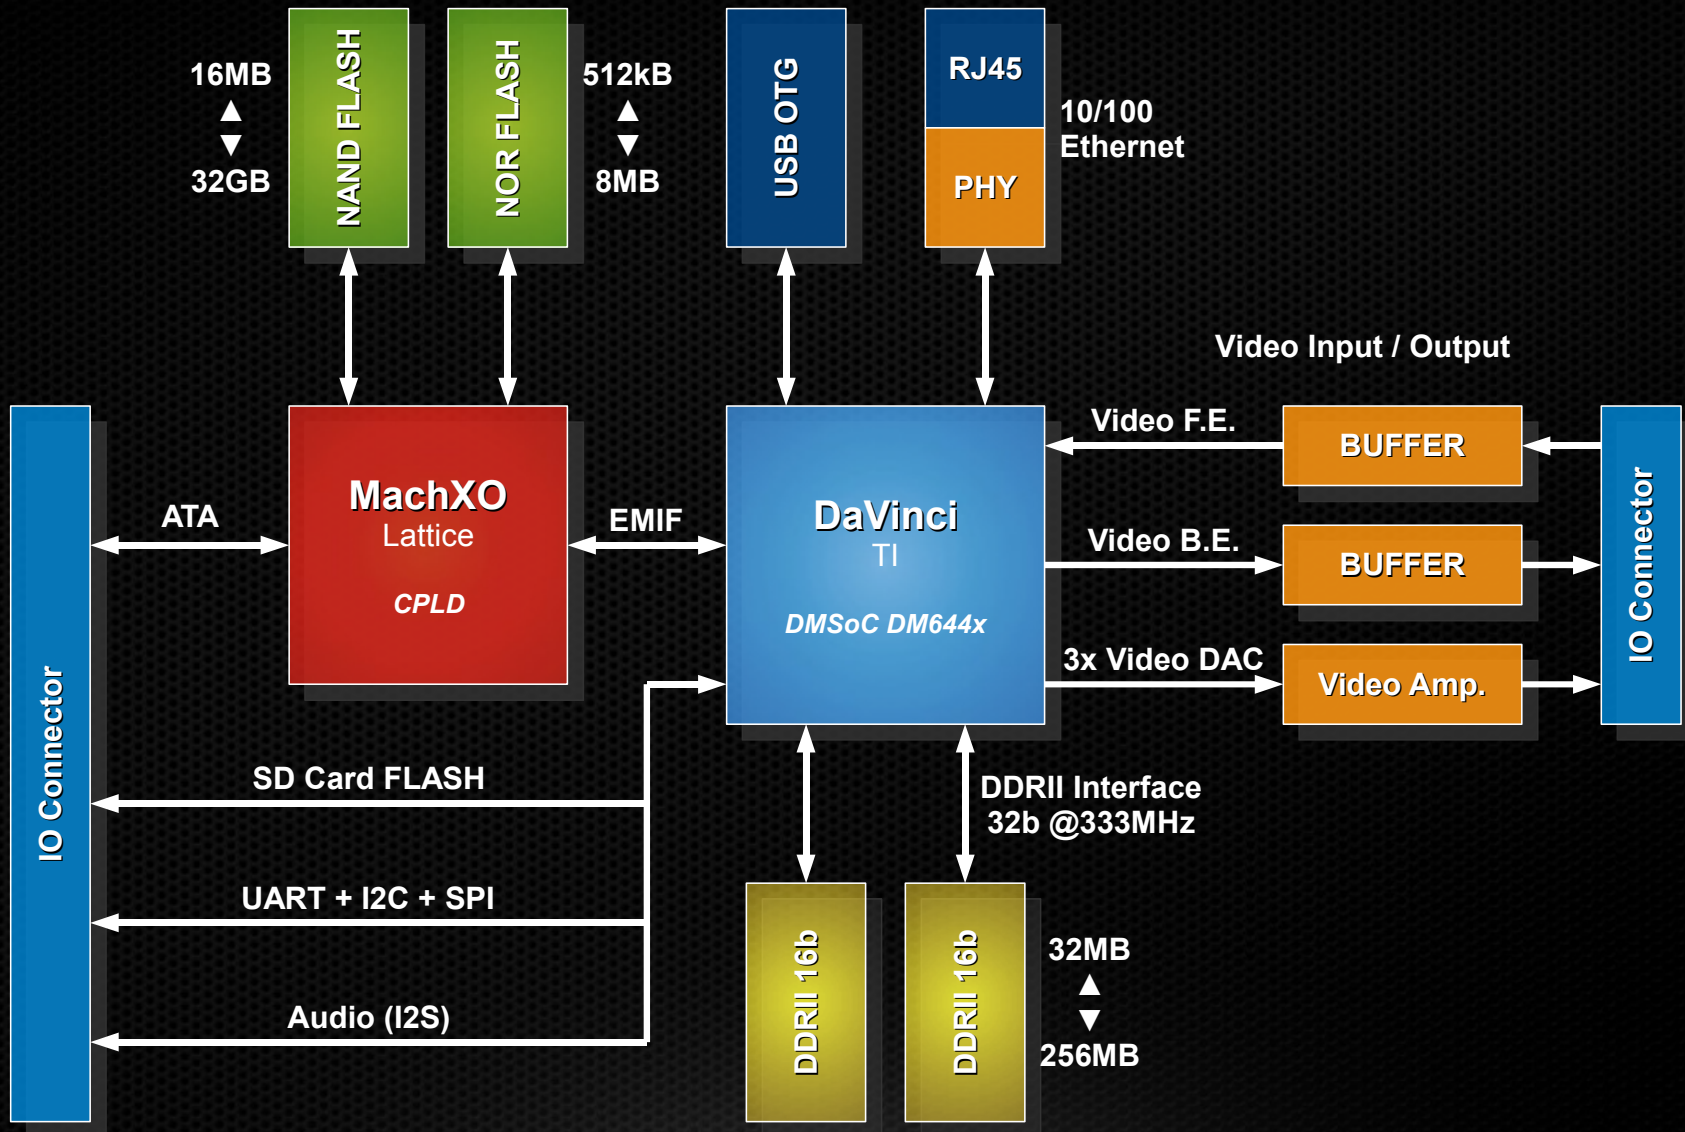 16MB
32GB
NAND FLASH
NOR FLASH
512kB
8MB
USB OTG
RJ45
PHY
10/100
Ethernet
Video Input / Output
IO Connector
ATA
MachXO
Lattice
CPLD
EMIF
DaVinci
TI
DMSoC DM644x
Video F.E.
BUFFER
Video B.E.
BUFFER
3x Video DAC
Video Amp.
IO Connector
SD Card FLASH
UART + I2C + SPI
Audio (I2S)
DDRII Interface
32b @333MHz
DDRII 16b
DDRII 16b
32MB
256MB